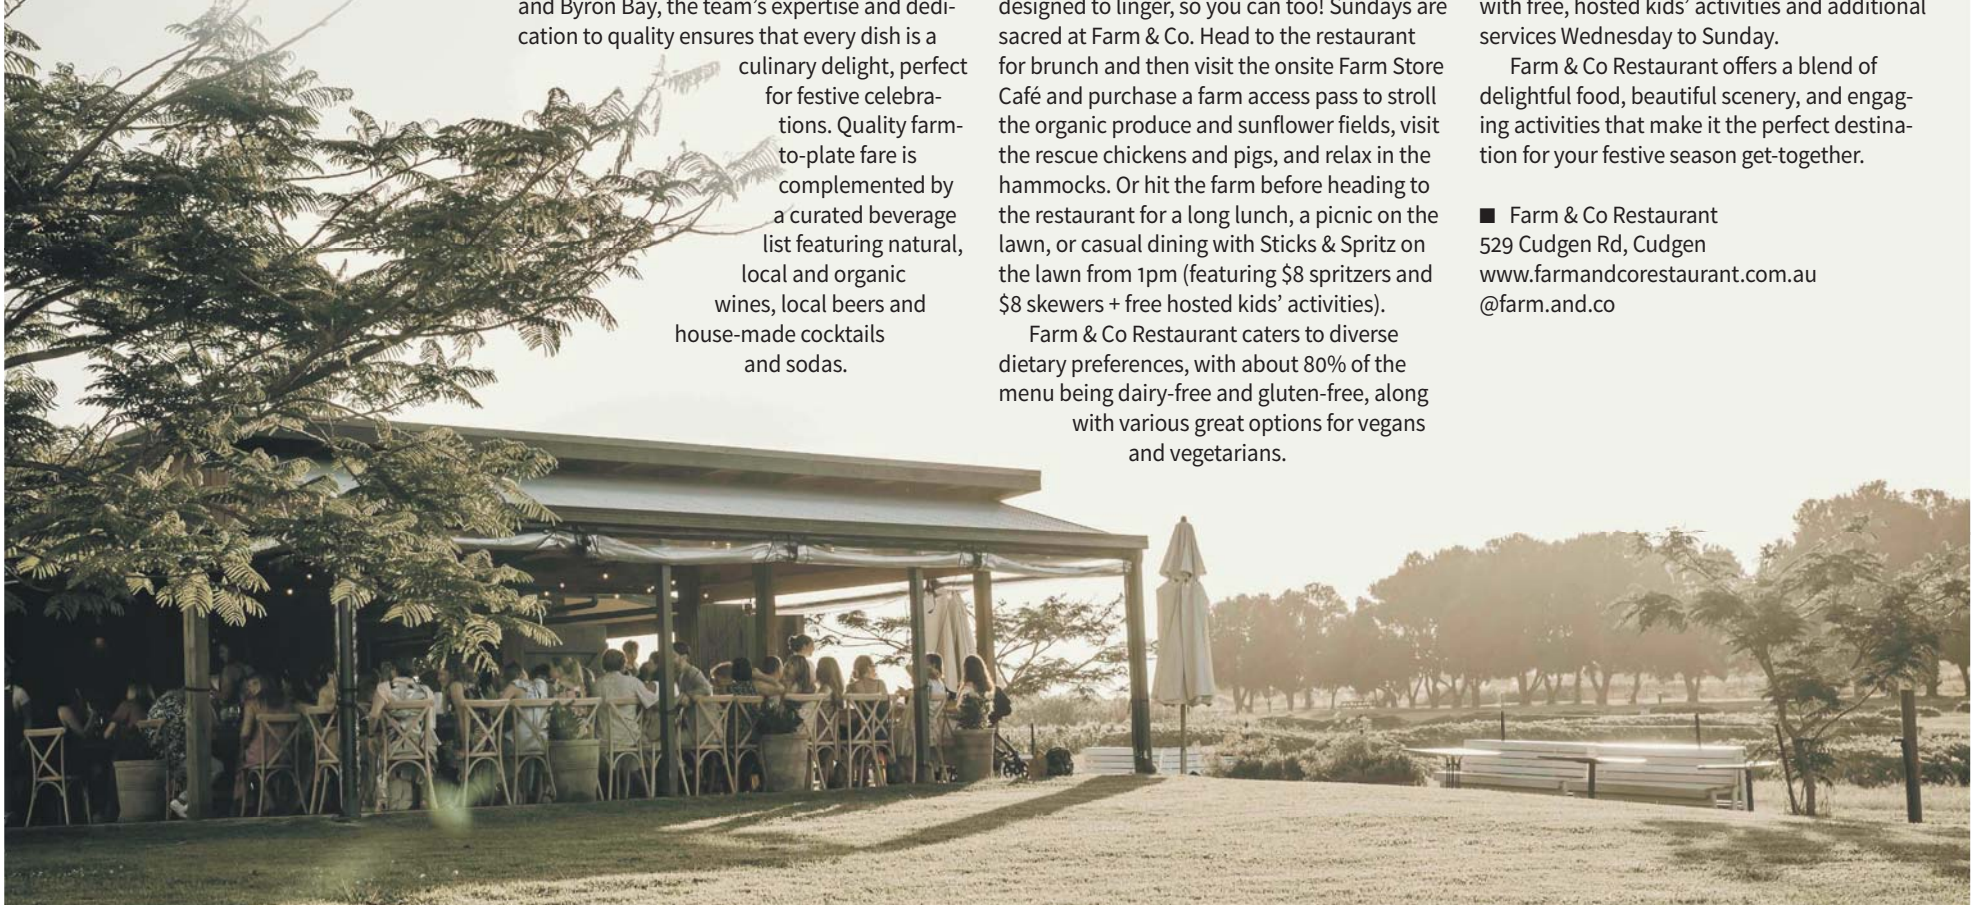 and Byron Bay, the team's expertise and dedi-
cation to quality ensures that every dish is a
culinary delight, perfect
for festive celebra-
tions. Quality farm-
to-plate fare is
complemented by
a curated beverage
list featuring natural,
local and organic
wines, local beers and
house-made cocktails
and sodas.
designed to linger, so you can too! Sundays are
sacred at Farm & Co. Head to the restaurant
for brunch and then visit the onsite Farm Store
Café and purchase a farm access pass to stroll
the organic produce and sunflower fields, visit
the rescue chickens and pigs, and relax in the
hammocks. Or hit the farm before heading to
the restaurant for a long lunch, a picnic on the
lawn, or casual dining with Sticks & Spritz on
the lawn from 1pm (featuring $8 spritzers and
$8 skewers + free hosted kids' activities).
Farm & Co Restaurant caters to diverse
dietary preferences, with about 80% of the
menu being dairy-free and gluten-free, along
with various great options for vegans
and vegetarians.
with free, hosted kids' activities and additional
services Wednesday to Sunday.
Farm & Co Restaurant offers a blend of
delightful food, beautiful scenery, and engag-
ing activities that make it the perfect destina-
tion for your festive season get-together.
■ Farm & Co Restaurant
529 Cudgen Rd, Cudgen
www.farmandcorestaurant.com.au
@farm.and.co